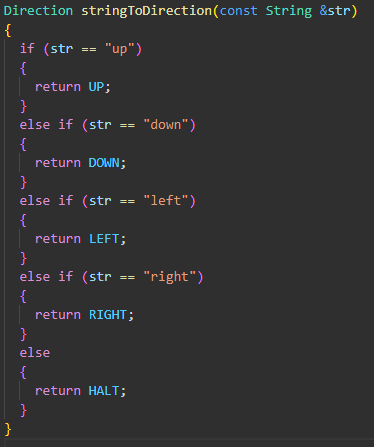 Direction stringToDirection(const String &str)
{
  if (str == "up")
  {
    return UP;
  }
  else if (str == "down")
  {
    return DOWN;
  }
  else if (str == "left")
  {
    return LEFT;
  }
  else if (str == "right")
  {
    return RIGHT;
  }
  else
  {
    return HALT;
  }
}